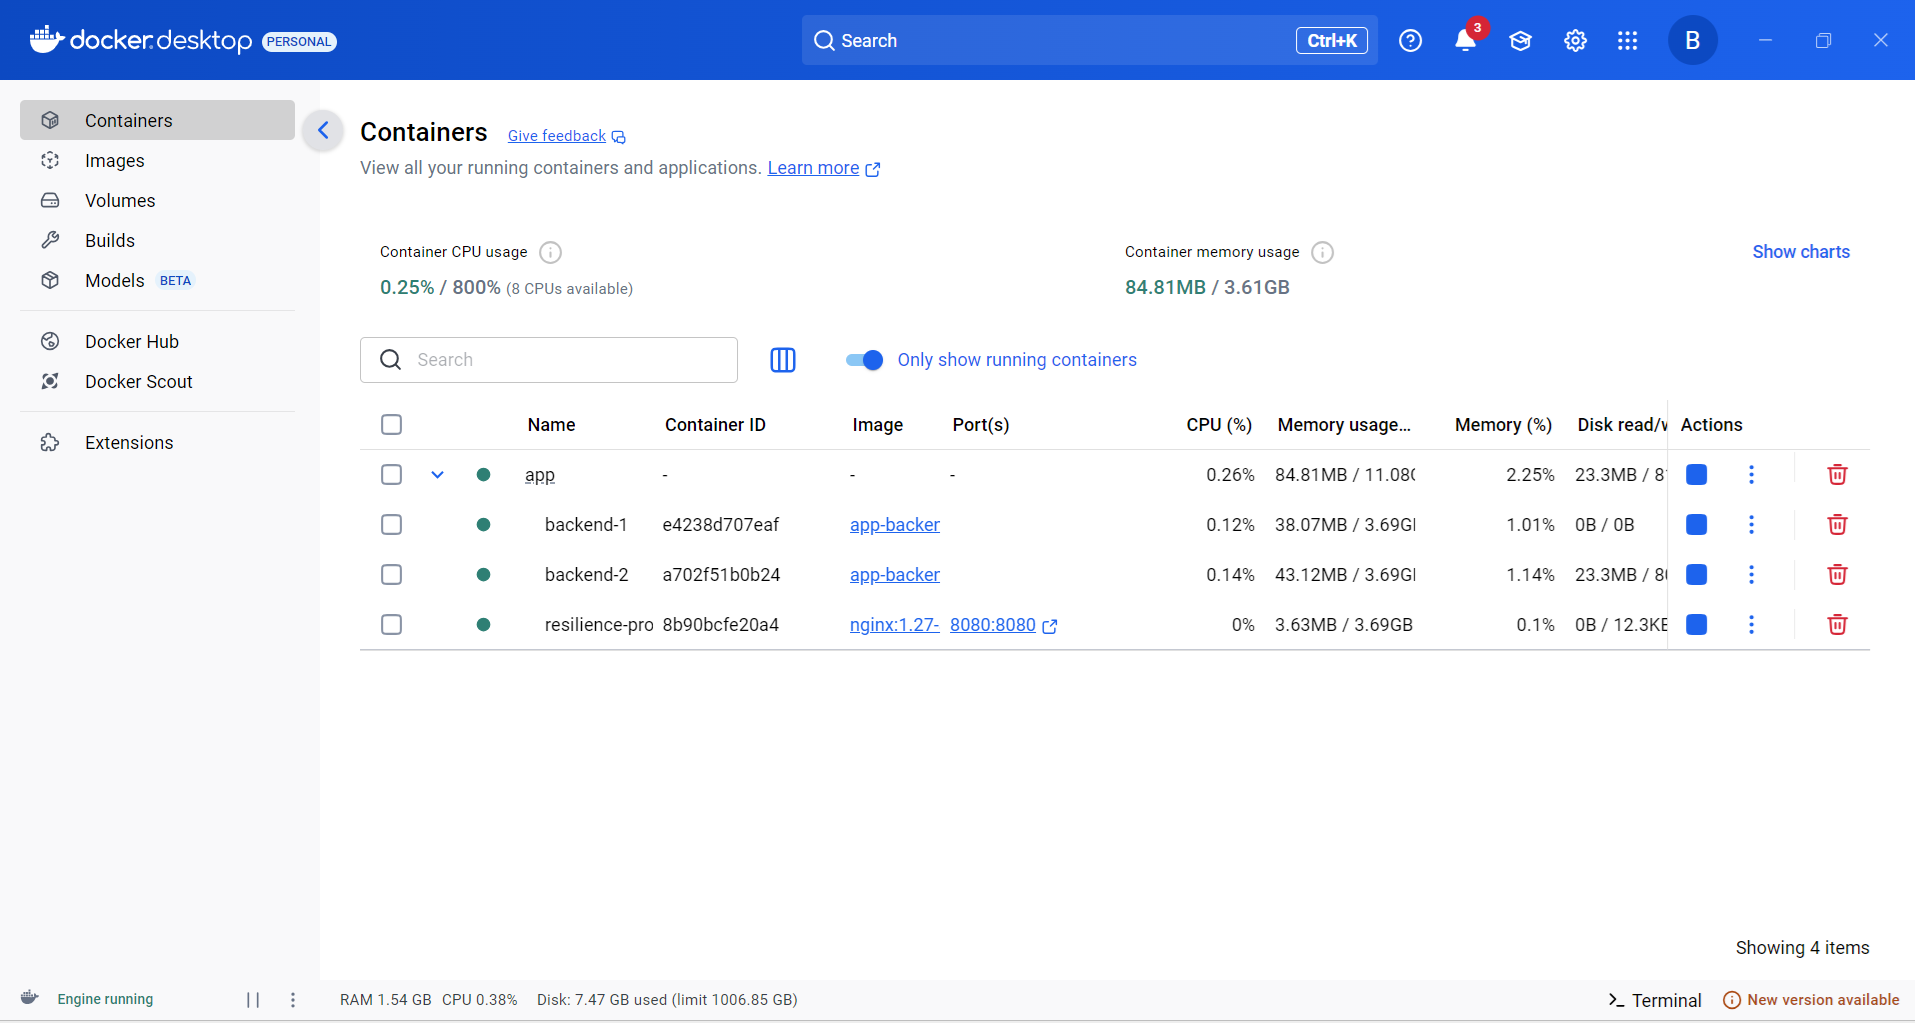 docker.desktop PERSONAL
Search Ctrl+K 3 B
Containers
Images
Volumes
Builds
Models BETA
Docker Hub
Docker Scout
Extensions
Containers Give feedback
View all your running containers and applications. Learn more
Container CPU usage
0.25% / 800% (8 CPUs available)
Container memory usage
84.81MB / 3.61GB
Show charts
Search
Only show running containers
Name Container ID Image Port(s) CPU (%) Memory usage... Memory (%) Disk read/w Actions
app - - - 0.26% 84.81MB / 11.08G 2.25% 23.3MB / 8
backend-1 e4238d707eaf app-backen 0.12% 38.07MB / 3.69G 1.01% 0B / 0B
backend-2 a702f51b0b24 app-backen 0.14% 43.12MB / 3.69G 1.14% 23.3MB / 8
resilience-pro 8b90bcfe20a4 nginx:1.27- 8080:8080 0% 3.63MB / 3.69GB 0.1% 0B / 12.3KB
Showing 4 items
Engine running
RAM 1.54 GB CPU 0.38% Disk: 7.47 GB used (limit 1006.85 GB)
Terminal
New version available